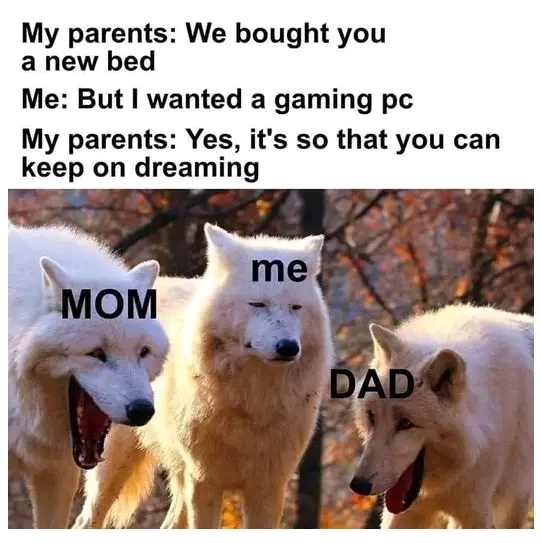 My parents: We bought you
a new bed
Me: But I wanted a gaming pc
My parents: Yes, it's so that you can
keep on dreaming
me
MOM
DAD